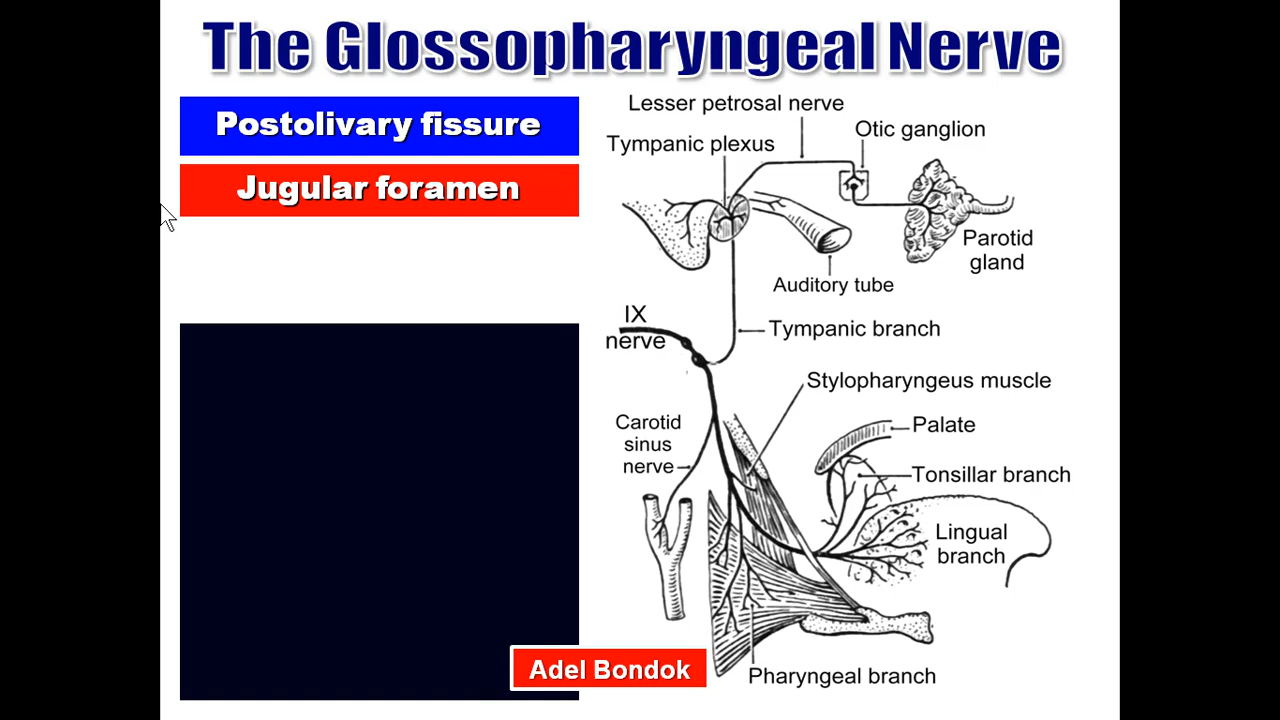 The Glossopharyngeal Nerve
Postolivary fissure
Jugular foramen
Lesser petrosal nerve
Otic ganglion
Tympanic plexus
Parotid
gland
Auditory tube
IX
nerve
Tympanic branch
Stylopharyngeus muscle
Carotid
sinus
nerve
Palate
Tonsillar branch
Lingual
branch
Pharyngeal branch
Adel Bondok